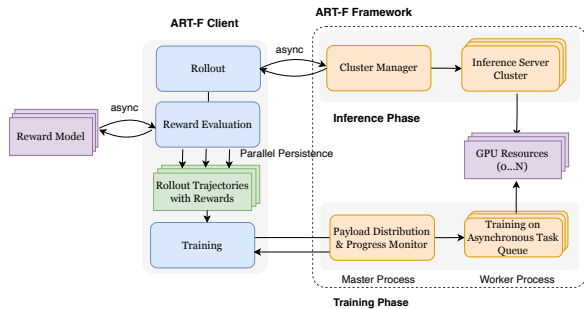 ART-F Framework
ART-F Client
async
Rollout
Cluster Manager
Inference Server
Cluster
async
Reward Model
Reward Evaluation
Inference Phase
Parallel Persistence
GPU Resources
(0...N)
Rollout Trajectories
with Rewards
Training
Payload Distribution
& Progress Monitor
Training on
Asynchronous Task
Queue
Master Process
Worker Process
Training Phase